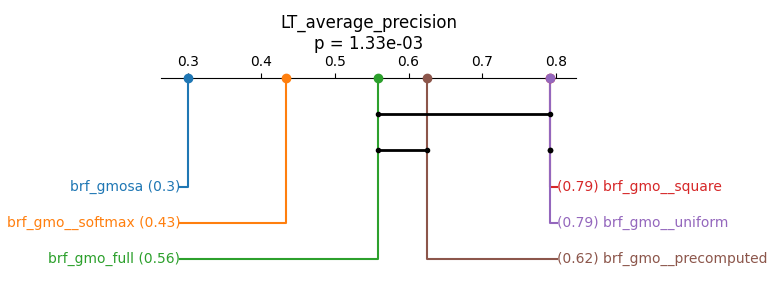 LT_average_precision
p = 1.33e-03
0.3 0.4 0.5 0.6 0.7 0.8
brf_gmosa (0.3)
(0.79) brf_gmo__square
brf_gmo__softmax (0.43)
(0.79) brf_gmo__uniform
brf_gmo_full (0.56)
(0.62) brf_gmo__precomputed